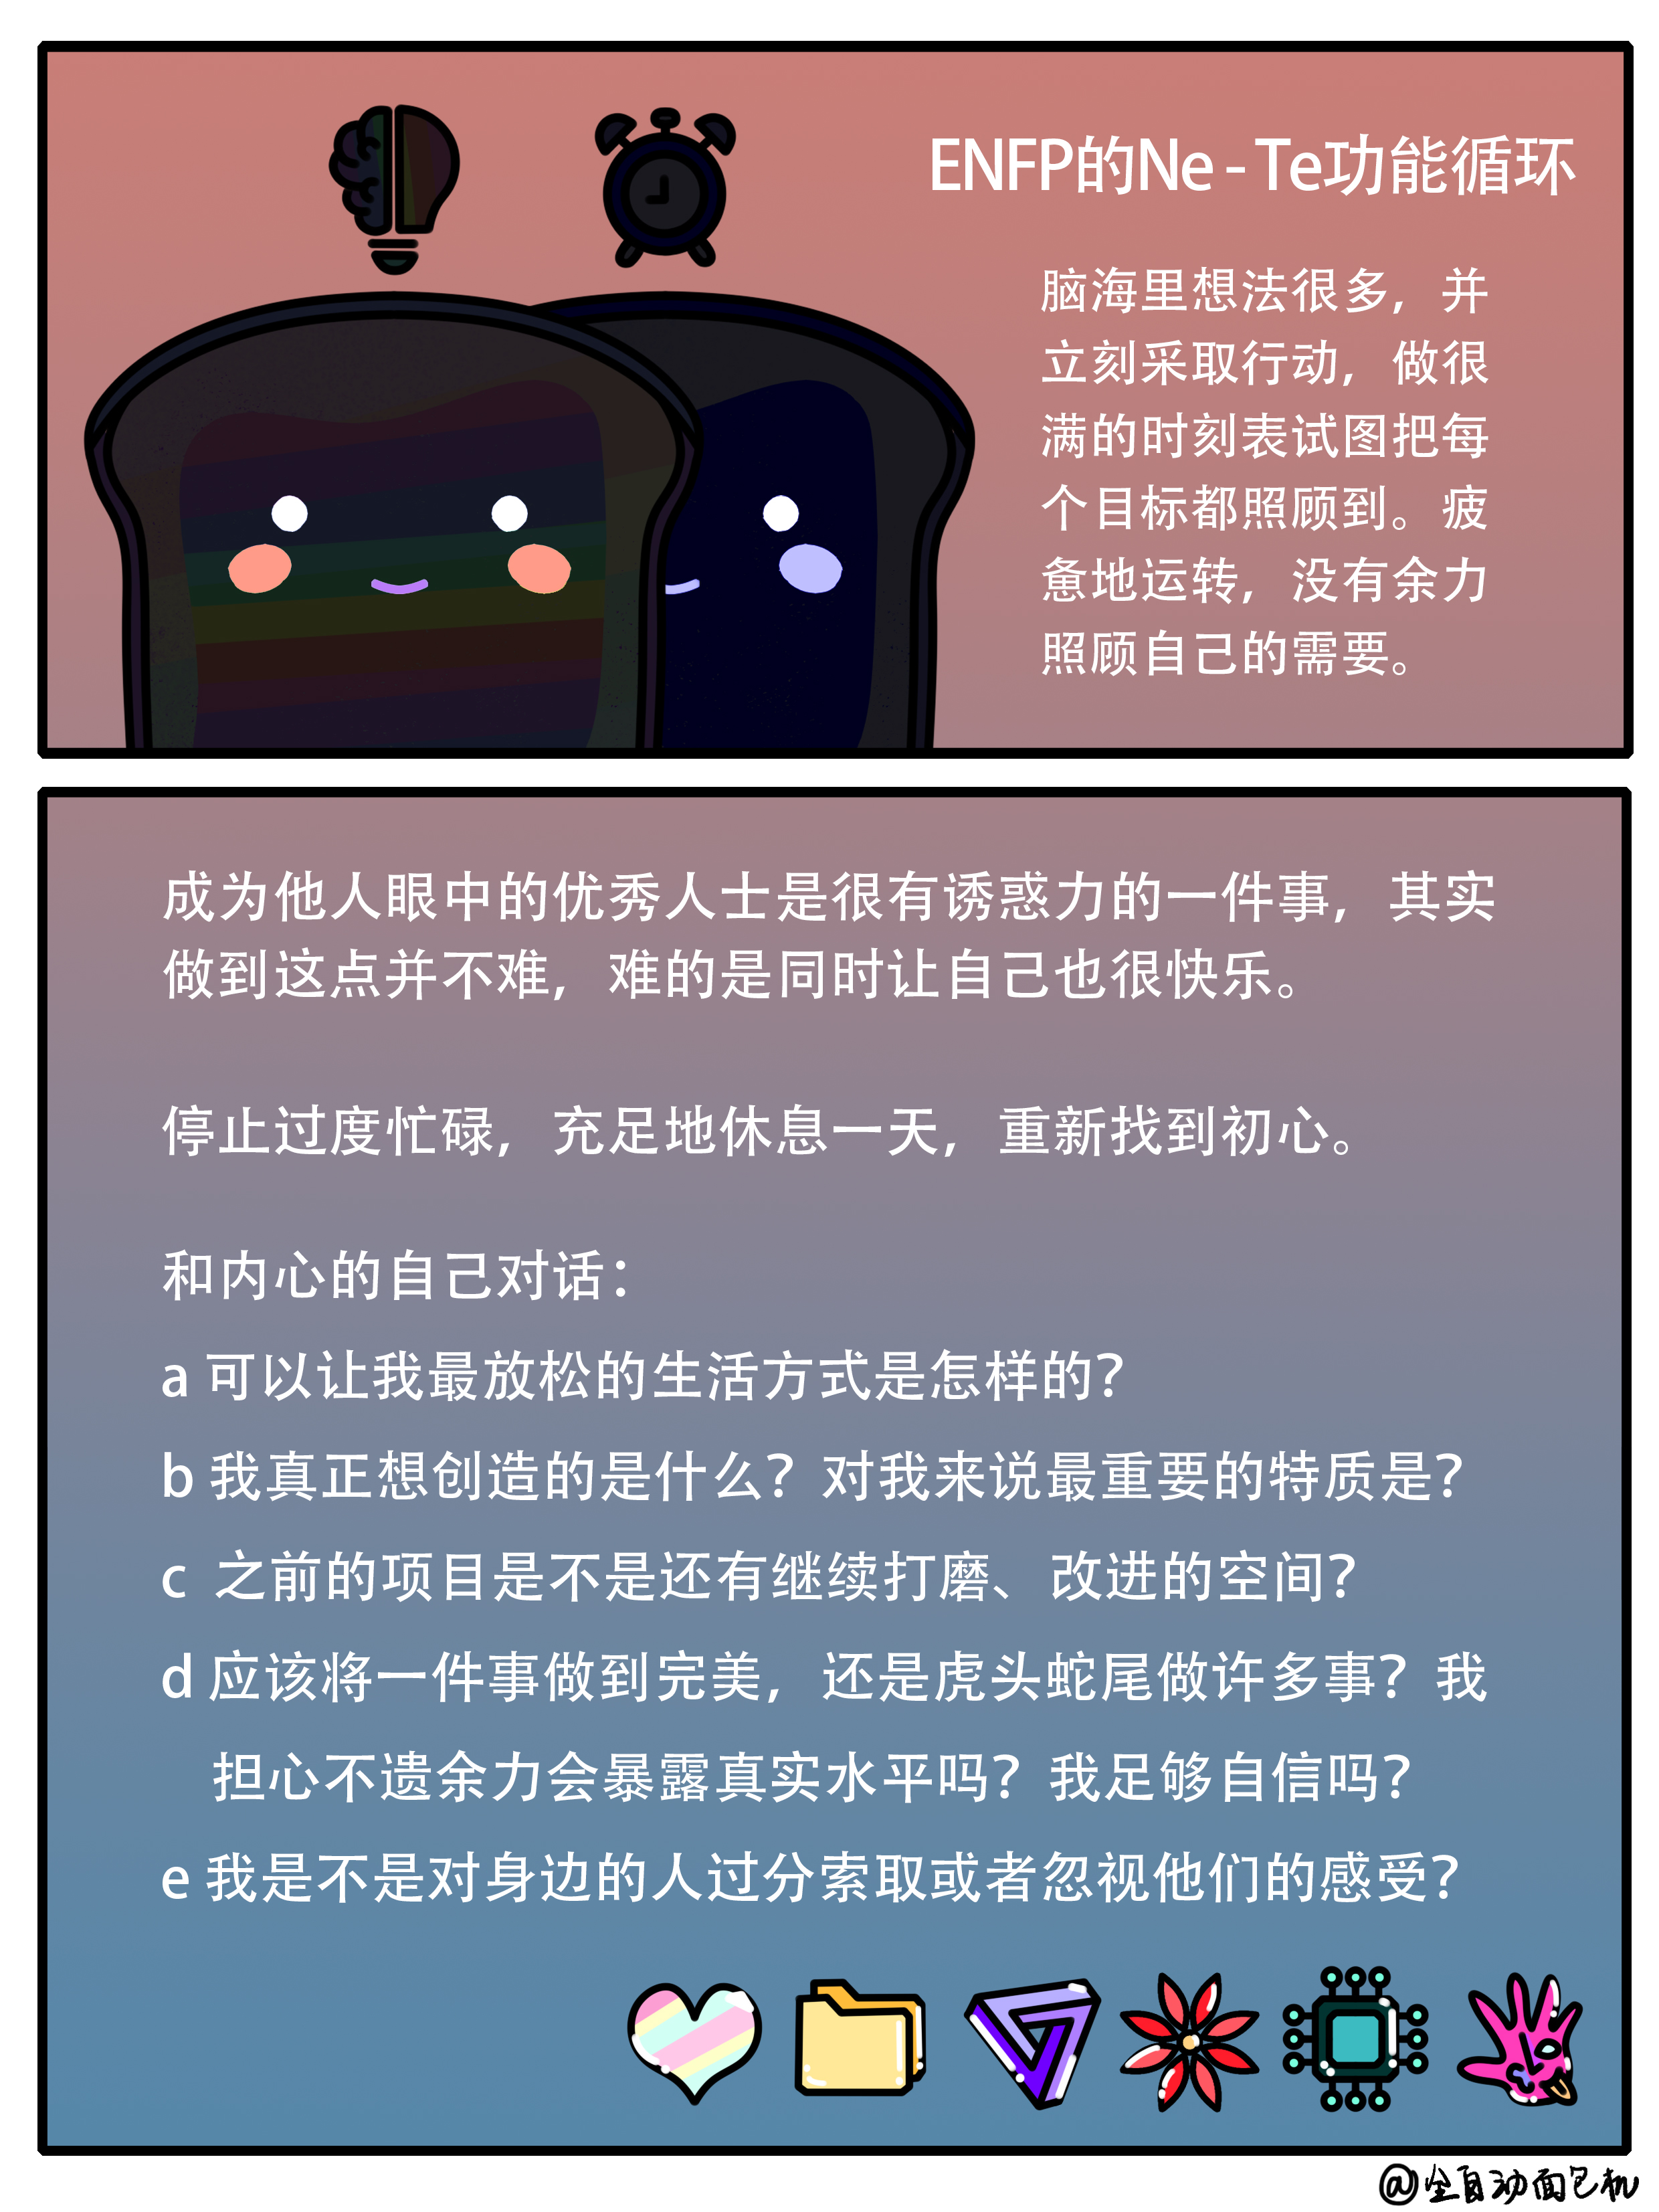 ENFP的Ne-Te功能循环
脑海里想法很多，并
立刻采取行动，做很
满的时刻表试图把每
个目标都照顾到。疲
惫地运转，没有余力
照顾自己的需要。
成为他人眼中的优秀人士是很有诱惑力的一件事，其实
做到这点并不难，难的是同时让自己也很快乐。
停止过度忙碌，充足地休息一天，重新找到初心。
和内心的自己对话：
a 可以让我最放松的生活方式是怎样的？
b 我真正想创造的是什么？对我来说最重要的特质是？
c 之前的项目是不是还有继续打磨、改进的空间？
d 应该将一件事做到完美，还是虎头蛇尾做许多事？我
担心不遗余力会暴露真实水平吗？我足够自信吗？
e 我是不是对身边的人过分索取或者忽视他们的感受？
@全自动面包机